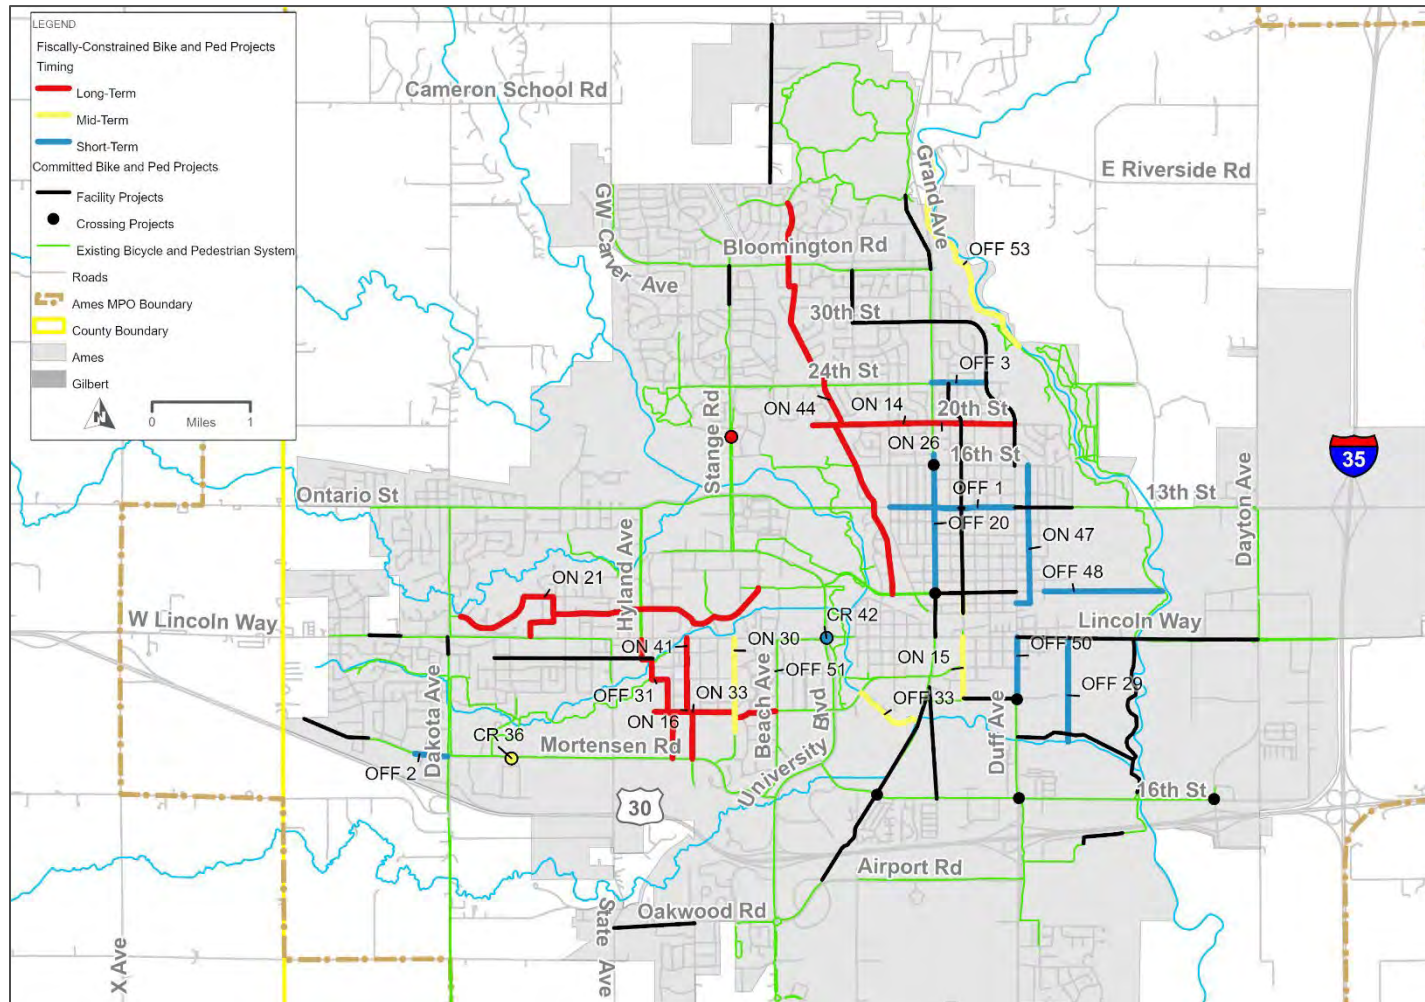 LEGEND
Fiscally-Constrained Bike and Ped Projects
Timing
Long-Term
Mid-Term
Short-Term
Committed Bike and Ped Projects
Facility Projects
Crossing Projects
Existing Bicycle and Pedestrian System
Roads
Ames MPO Boundary
County Boundary
Ames
Gilbert
N
0 Miles 1
Cameron School Rd
Grand Ave
E Riverside Rd
GW Carver Ave
Bloomington Rd
OFF 53
30th St
24th St
OFF 3
ON 44
ON 14
20th St
ON 26
16th St
35
Stange Rd
Ontario St
OFF 1
13th St
OFF 20
Dayton Ave
ON 47
Hyland Ave
ON 21
OFF 48
W Lincoln Way
CR 42
Lincoln Way
ON 41
ON 30
OFF 50
OFF 51
ON 15
OFF 31
ON 33
Beach Ave
OFF 33
OFF 29
ON 16
Dakota Ave
CR 36
Mortensen Rd
University Blvd
Duff Ave
OFF 2
16th St
30
Airport Rd
Oakwood Rd
State Ave
X Ave